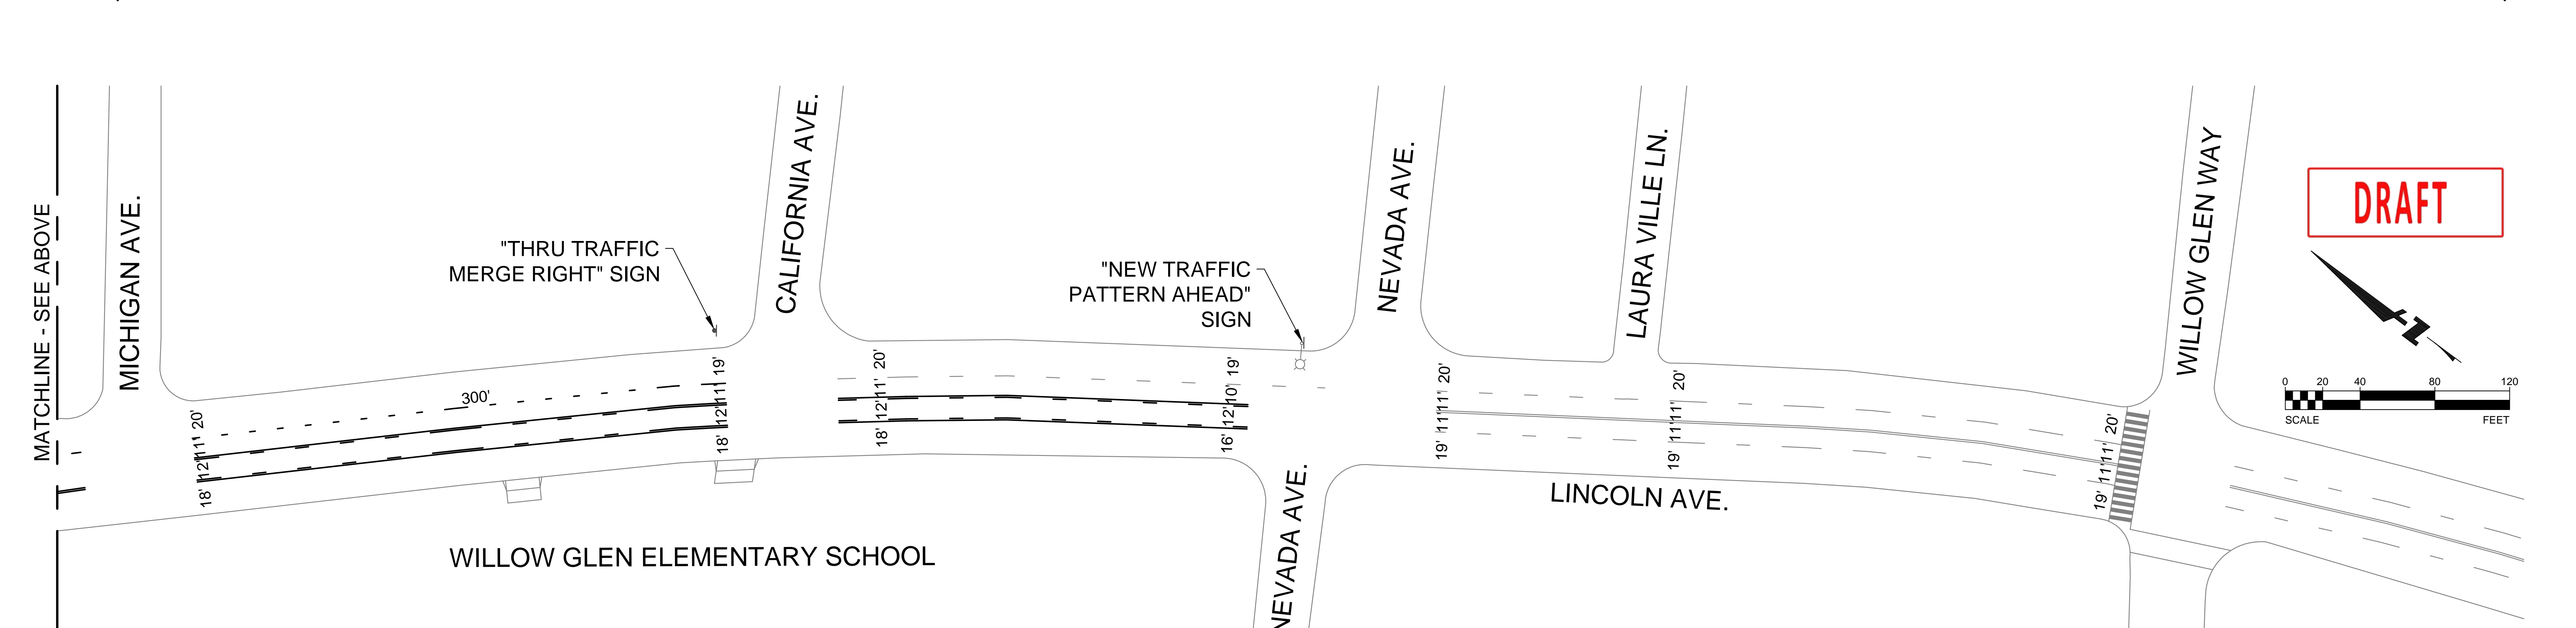 MATCHLINE - SEE ABOVE
MICHIGAN AVE.
"THRU TRAFFIC
MERGE RIGHT" SIGN
CALIFORNIA AVE.
"NEW TRAFFIC
PATTERN AHEAD"
SIGN
NEVADA AVE.
LAURA VILLE LN.
WILLOW GLEN WAY
DRAFT
Z
0 20 40 80 120
SCALE FEET
300'
20'
11'
12'
18'
19'
11'
12'
18'
20'
11'
12'
18'
19'
10'
12'
16'
20'
11'
11'
19'
20'
11'
11'
19'
20'
11'
11'
19'
NEVADA AVE.
LINCOLN AVE.
WILLOW GLEN ELEMENTARY SCHOOL